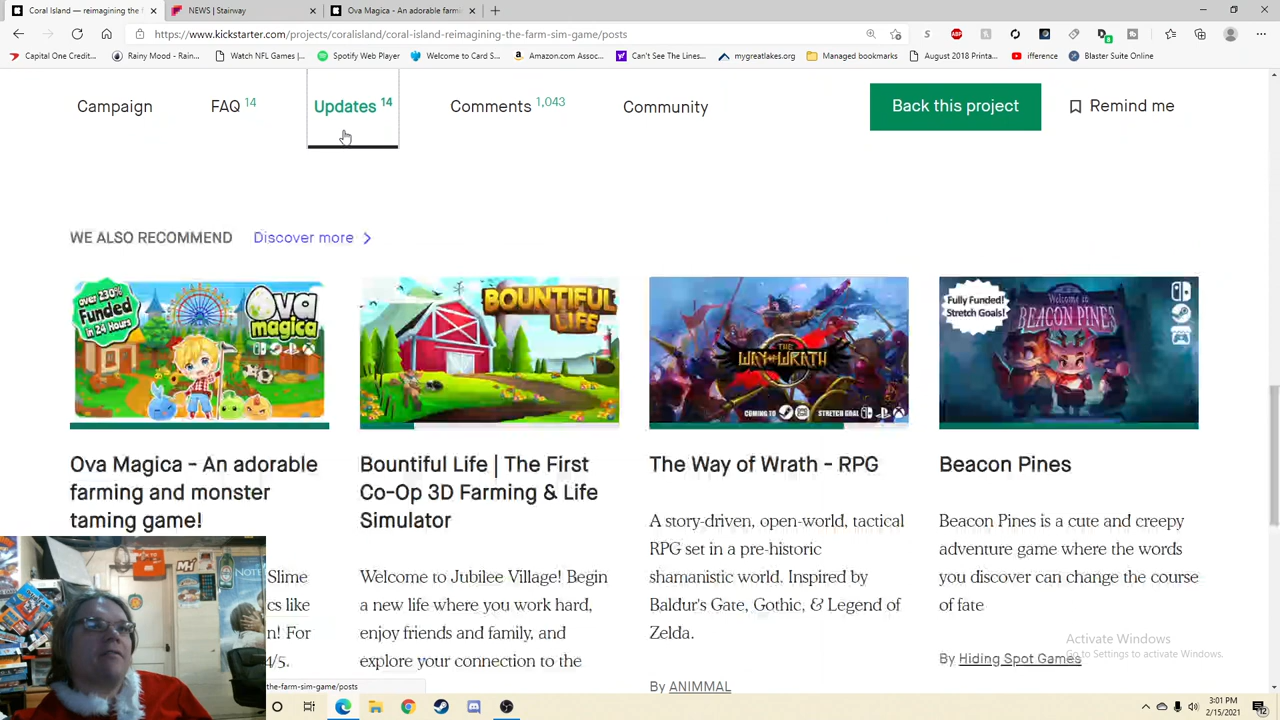 Coral Island — reimagining the f
NEWS | Stairway
Ova Magica - An adorable farmi
https://www.kickstarter.com/projects/coralisland/coral-island-reimagining-the-farm-sim-game/posts
Capital One Credit...
Rainy Mood - Rain...
Watch NFL Games |...
Spotify Web Player
Welcome to Card S...
Amazon.com Assoc...
Can't See The Lines...
mygreatlakes.org
Managed bookmarks
August 2018 Printa...
ifference
Blaster Suite Online
Campaign
FAQ 14
Updates 14
Comments 1,043
Community
Back this project
Remind me
WE ALSO RECOMMEND
Discover more
over 230%
Funded
in 24 Hours
Ova
magica
BOUNTIFUL
LIFE
THE
WAY OF WRATH
COMING TO
STRETCH GOAL
Fully Funded!
Stretch Goals!
Welcome to
BEACON PINES
Ova Magica - An adorable
farming and monster
taming game!
Bountiful Life | The First
Co-Op 3D Farming & Life
Simulator
The Way of Wrath - RPG
Beacon Pines
Slime
cs like
n! For
4/5.
Welcome to Jubilee Village! Begin
a new life where you work hard,
enjoy friends and family, and
explore your connection to the
A story-driven, open-world, tactical
RPG set in a pre-historic
shamanistic world. Inspired by
Baldur's Gate, Gothic, & Legend of
Zelda.
By ANIMMAL
Beacon Pines is a cute and creepy
adventure game where the words
you discover can change the course
of fate
By Hiding Spot Games
Activate Windows
Go to Settings to activate Windows.
NOTE
the-farm-sim-game/posts
3:01 PM
2/15/2021